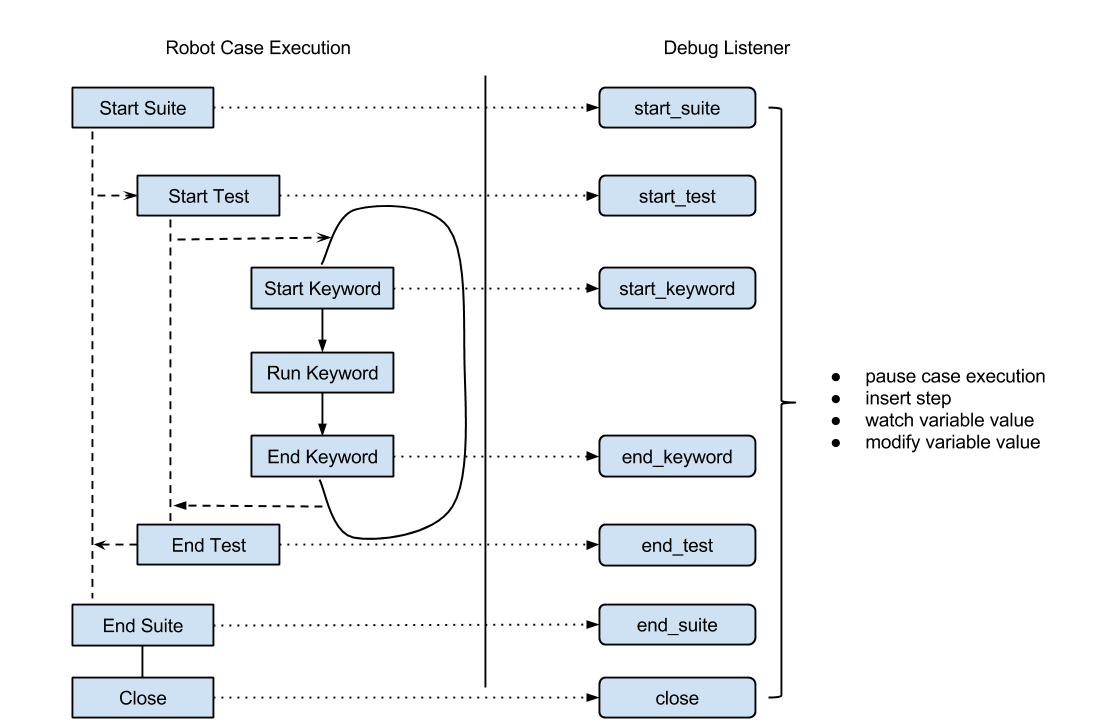 Robot Case Execution
Debug Listener
Start Suite
start_suite
Start Test
start_test
Start Keyword
start_keyword
Run Keyword
● pause case execution
● insert step
● watch variable value
● modify variable value
End Keyword
end_keyword
End Test
end_test
End Suite
end_suite
Close
close